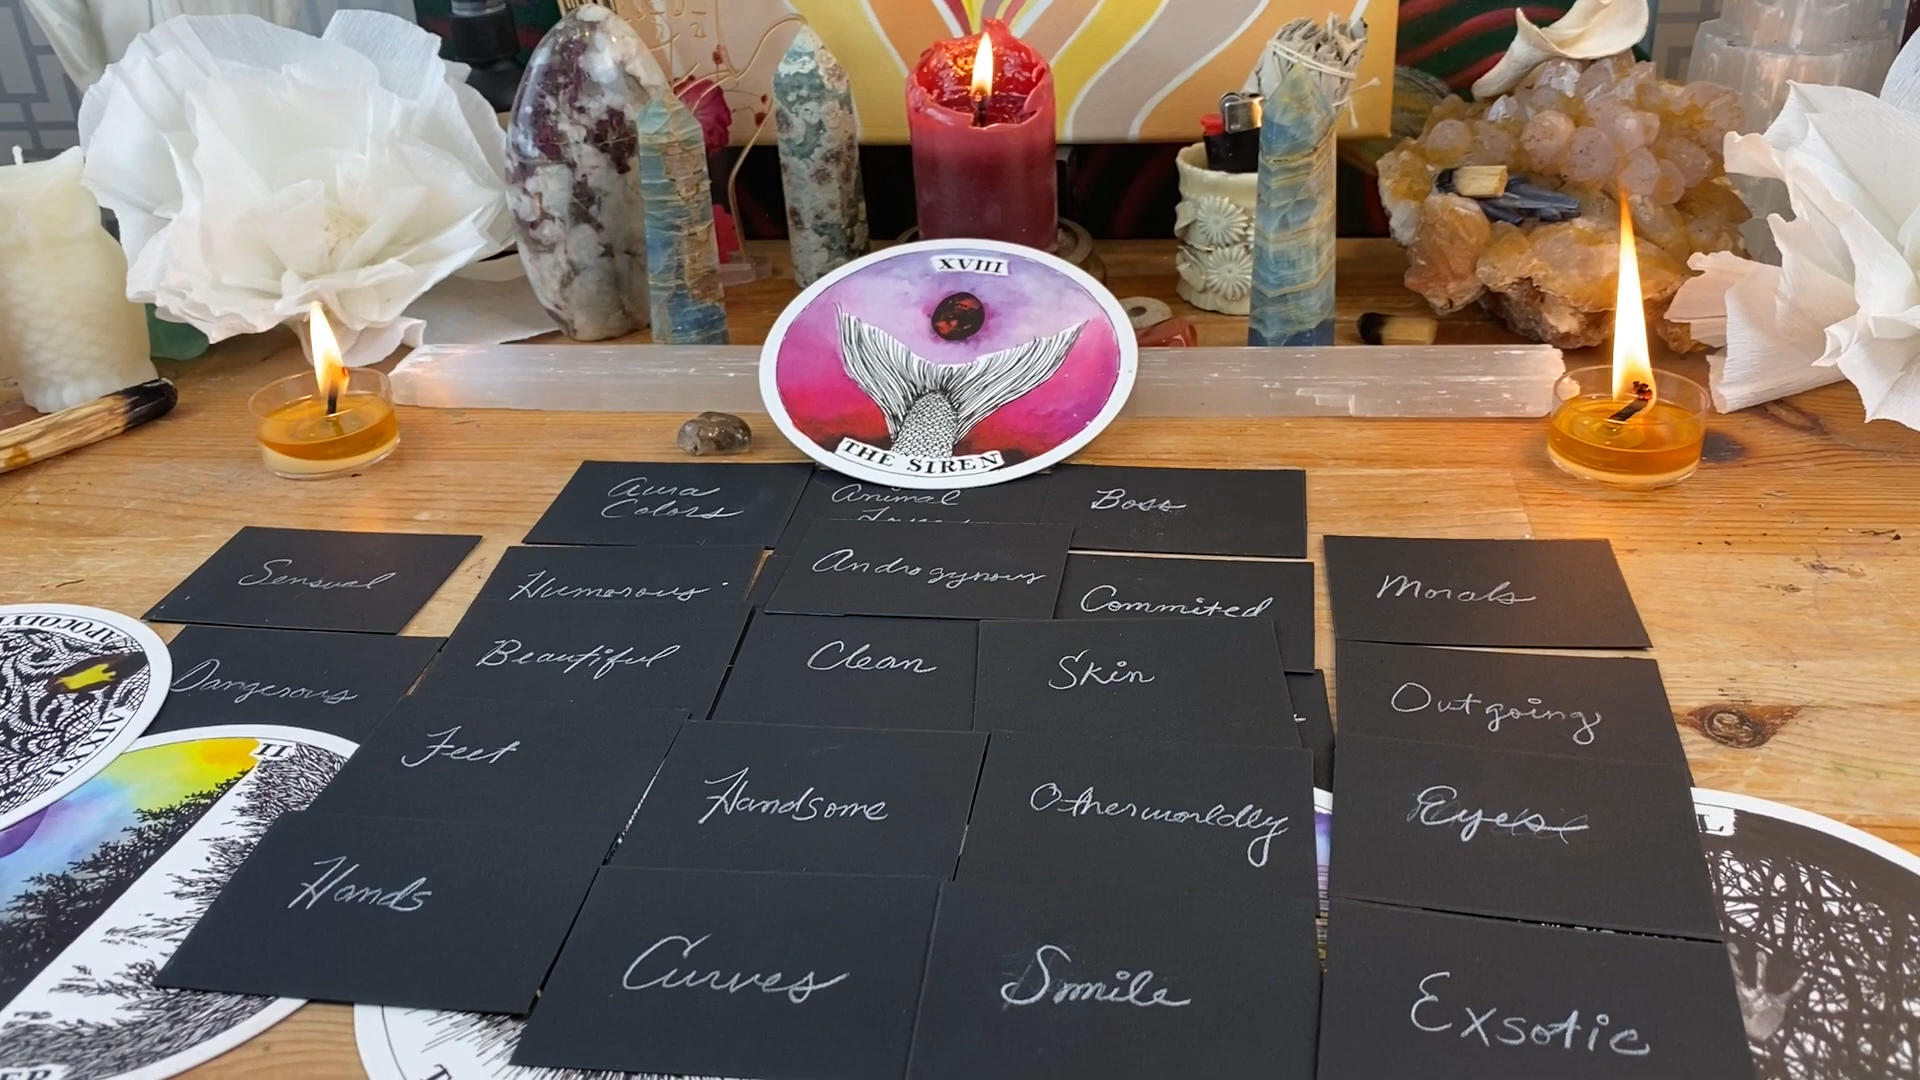 XVIII
THE SIREN
Aura
Colors
Animal
Boss
Sensual
Humorous
Androgynous
Commited
Morals
Dangerous
Beautiful
Clean
Skin
Outgoing
Feet
Handsome
Otherworldly
Eyes
Hands
Curves
Smile
Exsotic
II